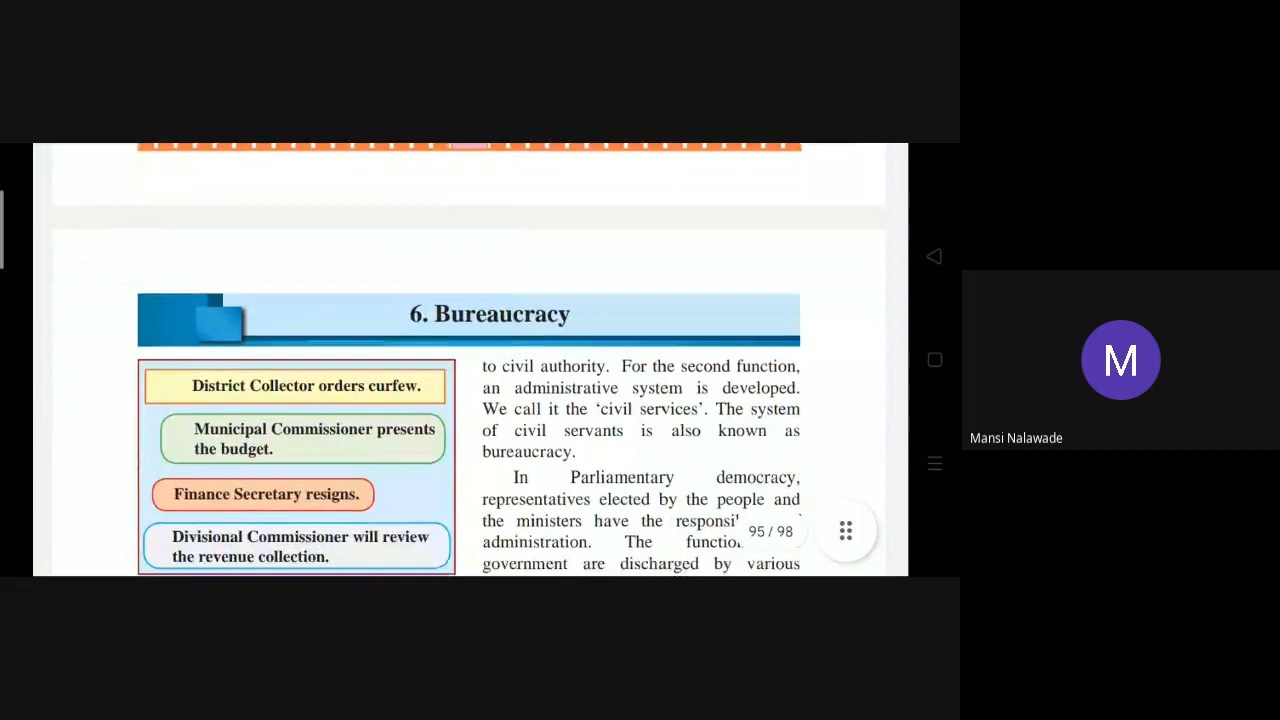 6. Bureaucracy
District Collector orders curfew.
Municipal Commissioner presents
the budget.
Finance Secretary resigns.
Divisional Commissioner will review
the revenue collection.
to civil authority. For the second function,
an administrative system is developed.
We call it the ‘civil services’. The system
of civil servants is also known as
bureaucracy.
In Parliamentary democracy,
representatives elected by the people and
the ministers have the
administration. The
government are discharged by various
95 / 98
M
Mansi Nalawade